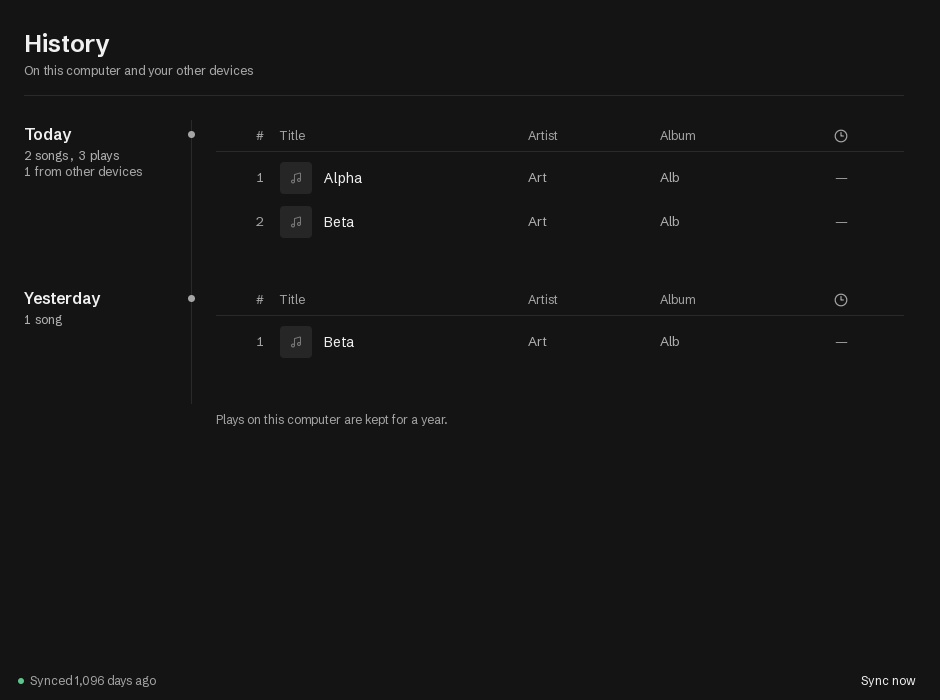 History
On this computer and your other devices
Today
2 songs, 3 plays
1 from other devices
# Title Artist Album
1 Alpha Art Alb —
2 Beta Art Alb —
Yesterday
1 song
# Title Artist Album
1 Beta Art Alb —
Plays on this computer are kept for a year.
Synced 1,096 days ago
Sync now